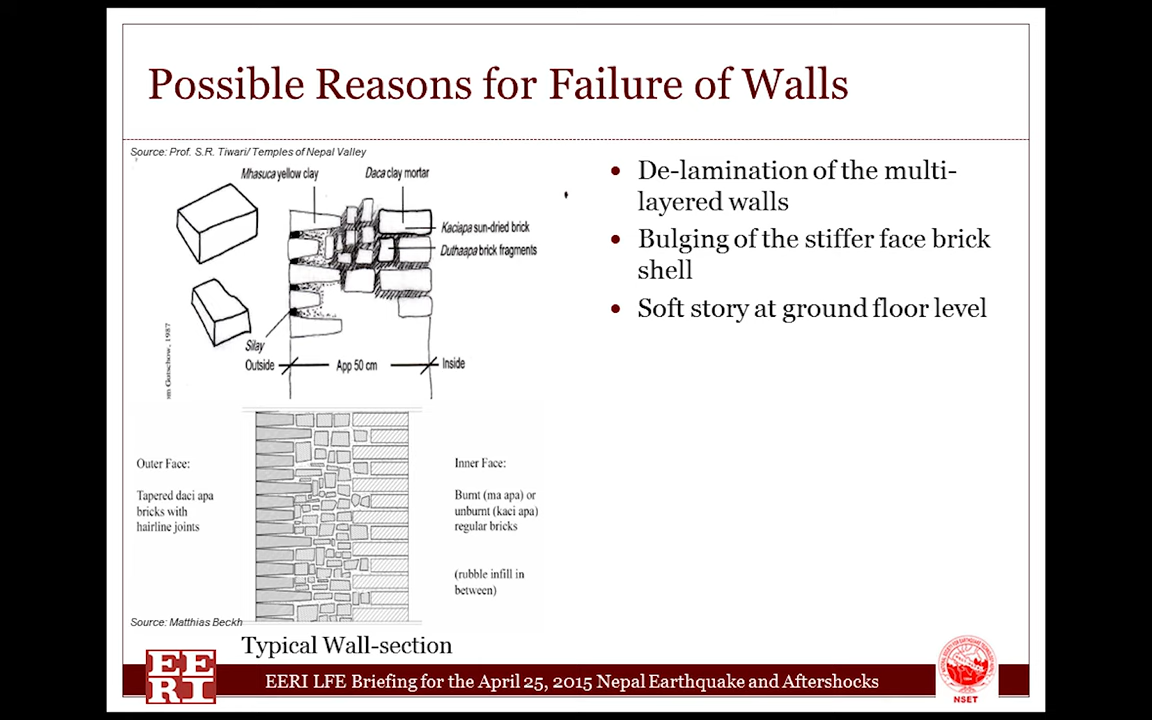 Possible Reasons for Failure of Walls
Source: Prof. S.R. Tiwari/ Temples of Nepal Valley
Mhasuca yellow clay
Daca clay mortar
Kaciapa sun-dried brick
Duthaapa brick fragments
Silay
Outside
App 50 cm
Inside
Outer Face:
Tapered daci apa
bricks with
hairline joints
Inner Face:
Burnt (ma apa) or
unburnt (kaci apa)
regular bricks
(rubble infill in
between)
Source: Matthias Beckh
Typical Wall-section
• De-lamination of the multi-
layered walls
• Bulging of the stiffer face brick
shell
• Soft story at ground floor level
EE
RI
EERI LFE Briefing for the April 25, 2015 Nepal Earthquake and Aftershocks
NSET